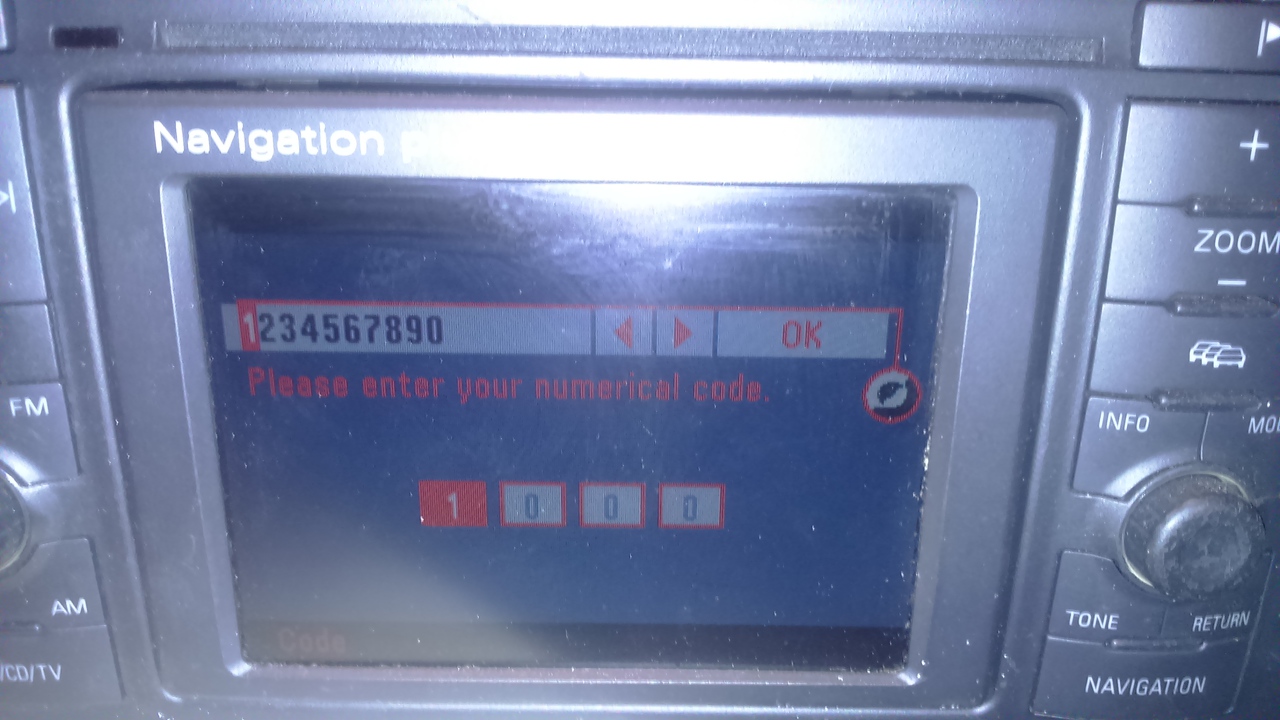 Navigation
+
ZOOM
−
1234567890
OK
Please enter your numerical code.
FM
INFO
1 0 0 0
AM
TONE
RETURN
Code
/CD/TV
NAVIGATION